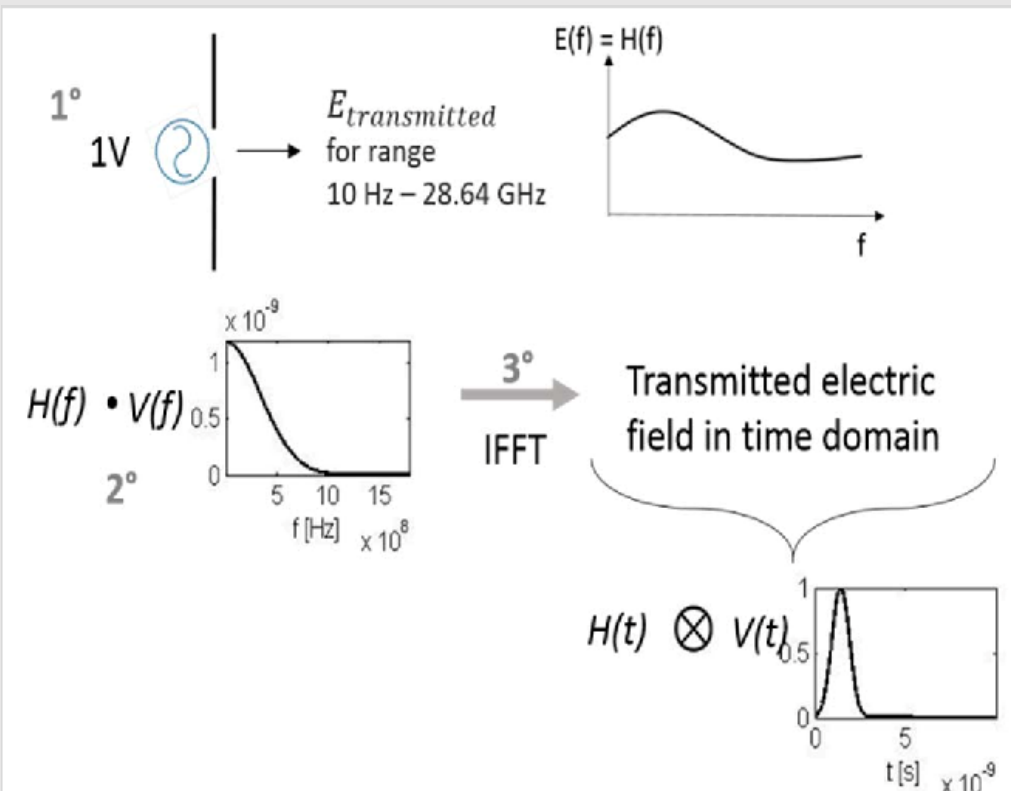 E(f) = H(f)
1°
1V
E_transmitted
for range
10 Hz – 28.64 GHz
f
x 10^-9
1
0.5
0
5 10 15
f [Hz] x 10^8
H(f) • V(f)
2°
3°
IFFT
Transmitted electric
field in time domain
H(t) ⊗ V(t)
1
0.5
0
0 5
t [s] x 10^-9